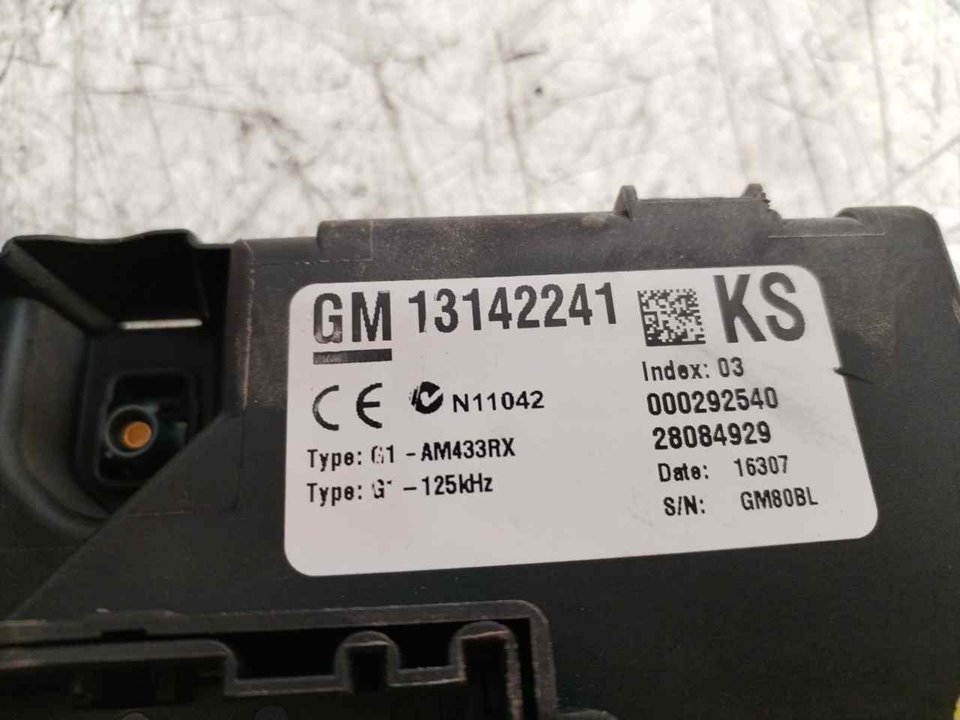 GM 13142241 KS
Index: 03
CE N11042
000292540
Type: G1 - AM433RX
28084929
Type: G1 - 125kHz
Date: 16307
S/N: GM80BL